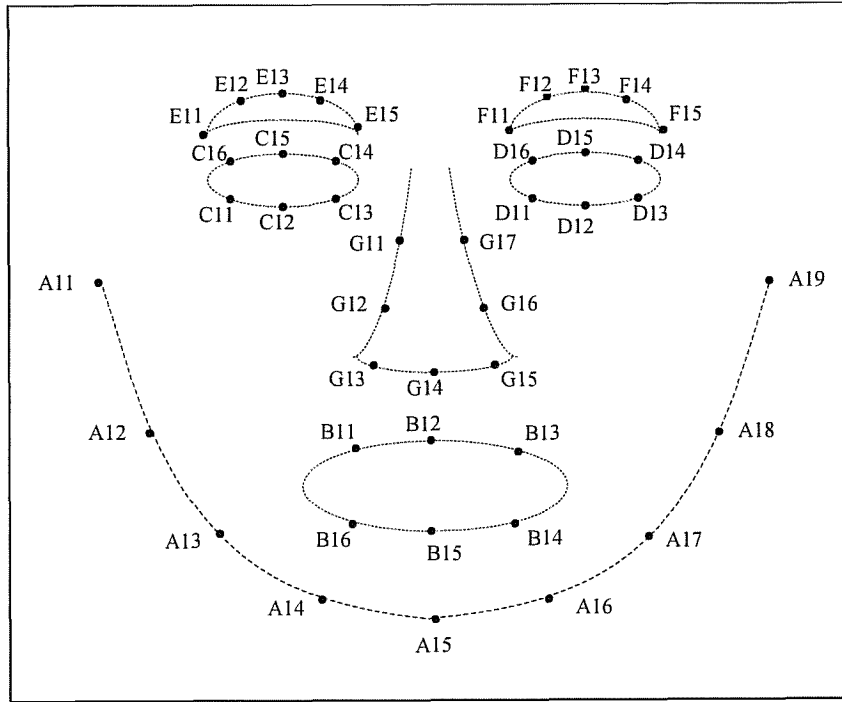 E12 E13 E14
F12 F13 F14
E11 E15 F11 F15
C16 C15 C14 D16 D15 D14
C11 C12 C13 D11 D12 D13
G11 G17
A11 A19
G12 G16
G13 G14 G15
A12 B11 B12 B13 A18
A13 B16 B15 B14 A17
A14 A16
A15